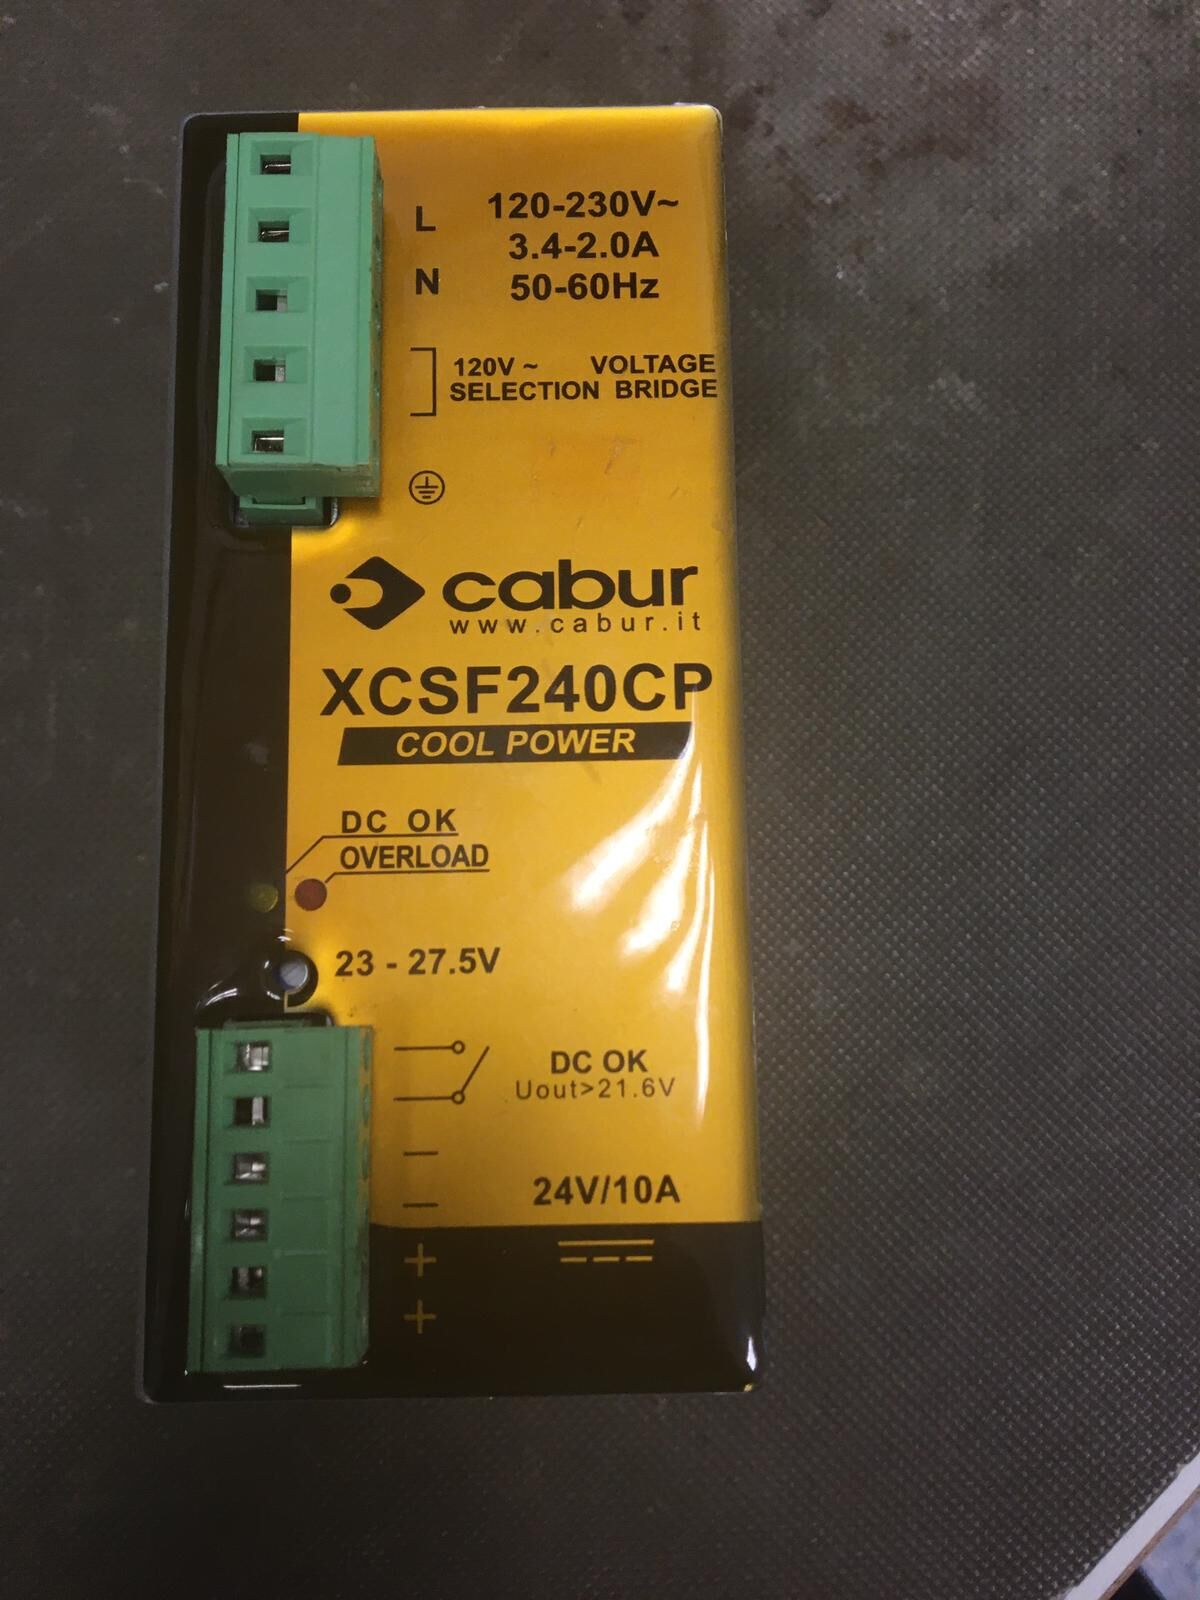 L 120-230V~
3.4-2.0A
N 50-60Hz
120V ~ VOLTAGE
SELECTION BRIDGE
cabur
www.cabur.it
XCSF240CP
COOL POWER
DC OK
OVERLOAD
23 - 27.5V
DC OK
Uout>21.6V
−
24V/10A
−
+
+